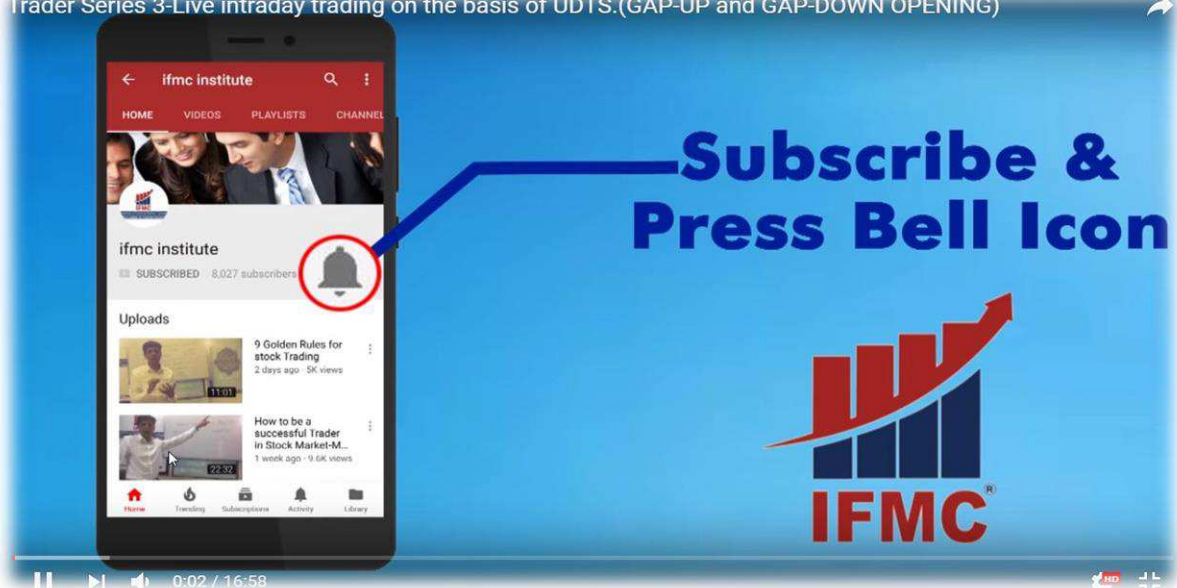 Trader Series 3-Live intraday trading on the basis of UDTS.(GAP-UP and GAP-DOWN OPENING)
ifmc institute
HOME VIDEOS PLAYLISTS CHANNEL
IFMC
ifmc institute
SUBSCRIBED 8,027 subscribers
Uploads
9 Golden Rules for
stock Trading
2 days ago · 5K views
11:01
How to be a
successful Trader
in Stock Market-M...
1 week ago · 9.6K views
22:32
Home Trending Subscriptions Activity Library
Subscribe &
Press Bell Icon
IFMC®
0:02 / 16:58
HD